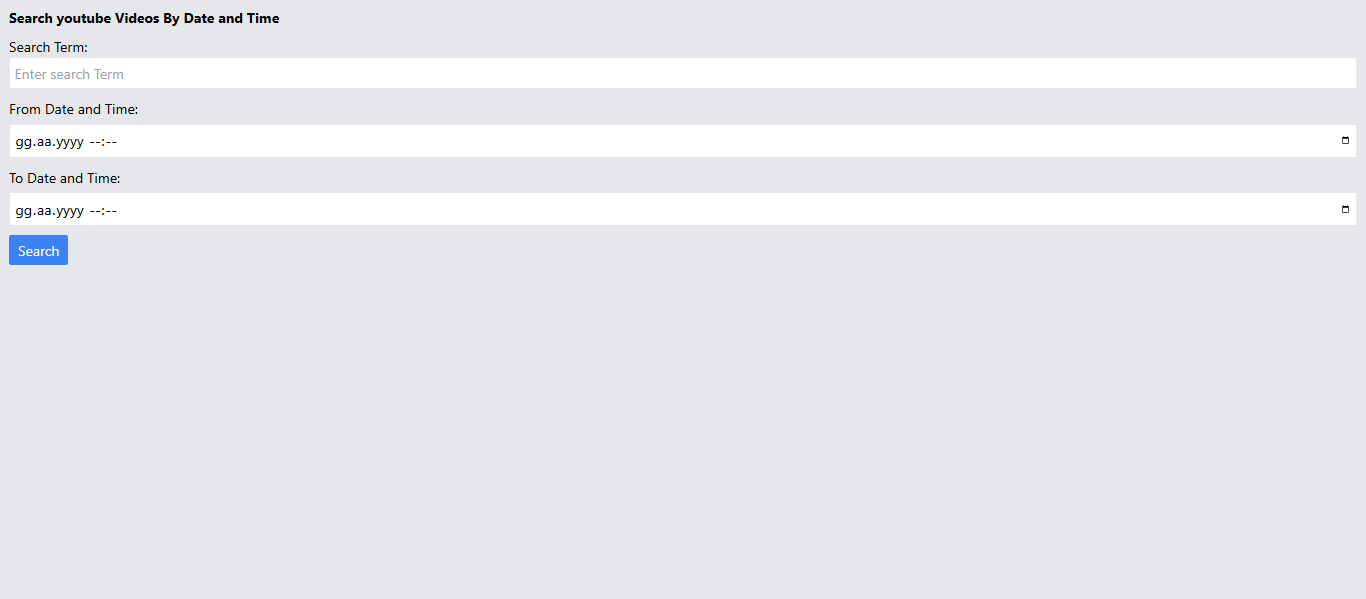 Search youtube Videos By Date and Time
Search Term:
Enter search Term
From Date and Time:
gg.aa.yyyy --:--
To Date and Time:
gg.aa.yyyy --:--
Search